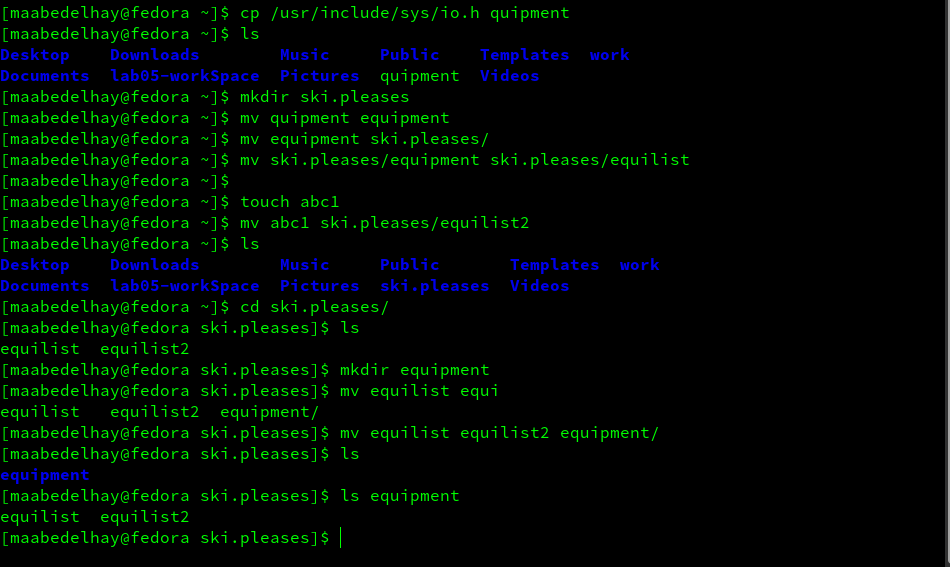 [maabedelhay@fedora ~]$ cp /usr/include/sys/io.h quipment
[maabedelhay@fedora ~]$ ls
Desktop    Downloads        Music     Public    Templates  work
Documents  lab05-workSpace  Pictures  quipment  Videos
[maabedelhay@fedora ~]$ mkdir ski.pleases
[maabedelhay@fedora ~]$ mv quipment equipment
[maabedelhay@fedora ~]$ mv equipment ski.pleases/
[maabedelhay@fedora ~]$ mv ski.pleases/equipment ski.pleases/equilist
[maabedelhay@fedora ~]$
[maabedelhay@fedora ~]$ touch abc1
[maabedelhay@fedora ~]$ mv abc1 ski.pleases/equilist2
[maabedelhay@fedora ~]$ ls
Desktop    Downloads        Music     Public       Templates  work
Documents  lab05-workSpace  Pictures  ski.pleases  Videos
[maabedelhay@fedora ~]$ cd ski.pleases/
[maabedelhay@fedora ski.pleases]$ ls
equilist  equilist2
[maabedelhay@fedora ski.pleases]$ mkdir equipment
[maabedelhay@fedora ski.pleases]$ mv equilist equi
equilist   equilist2  equipment/
[maabedelhay@fedora ski.pleases]$ mv equilist equilist2 equipment/
[maabedelhay@fedora ski.pleases]$ ls
equipment
[maabedelhay@fedora ski.pleases]$ ls equipment
equilist  equilist2
[maabedelhay@fedora ski.pleases]$